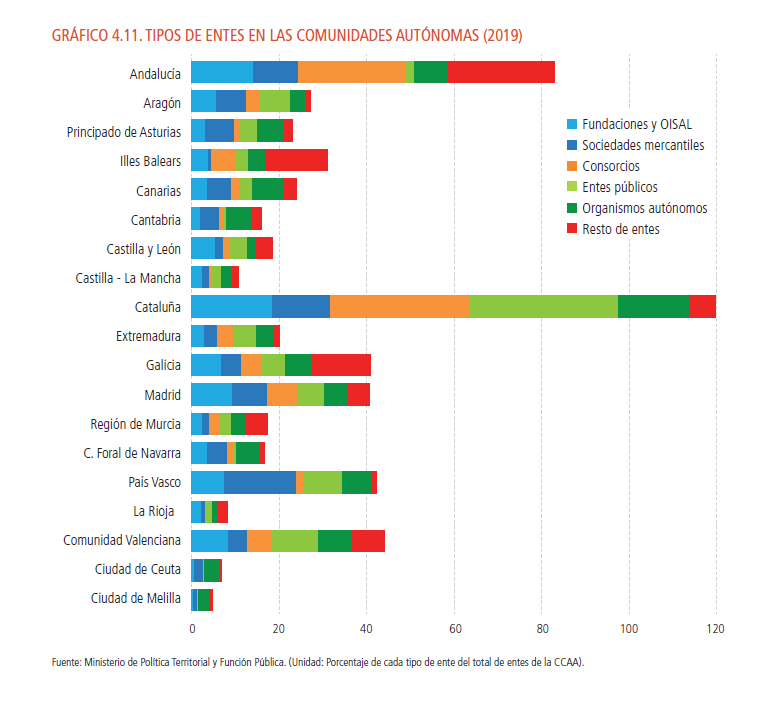 GRÁFICO 4.11. TIPOS DE ENTES EN LAS COMUNIDADES AUTÓNOMAS (2019)
Andalucía
Aragón
Principado de Asturias
Illes Balears
Canarias
Cantabria
Castilla y León
Castilla - La Mancha
Cataluña
Extremadura
Galicia
Madrid
Región de Murcia
C. Foral de Navarra
País Vasco
La Rioja
Comunidad Valenciana
Ciudad de Ceuta
Ciudad de Melilla
Fundaciones y OISAL
Sociedades mercantiles
Consorcios
Entes públicos
Organismos autónomos
Resto de entes
0 20 40 60 80 100 120
Fuente: Ministerio de Política Territorial y Función Pública. (Unidad: Porcentaje de cada tipo de ente del total de entes de la CCAA).